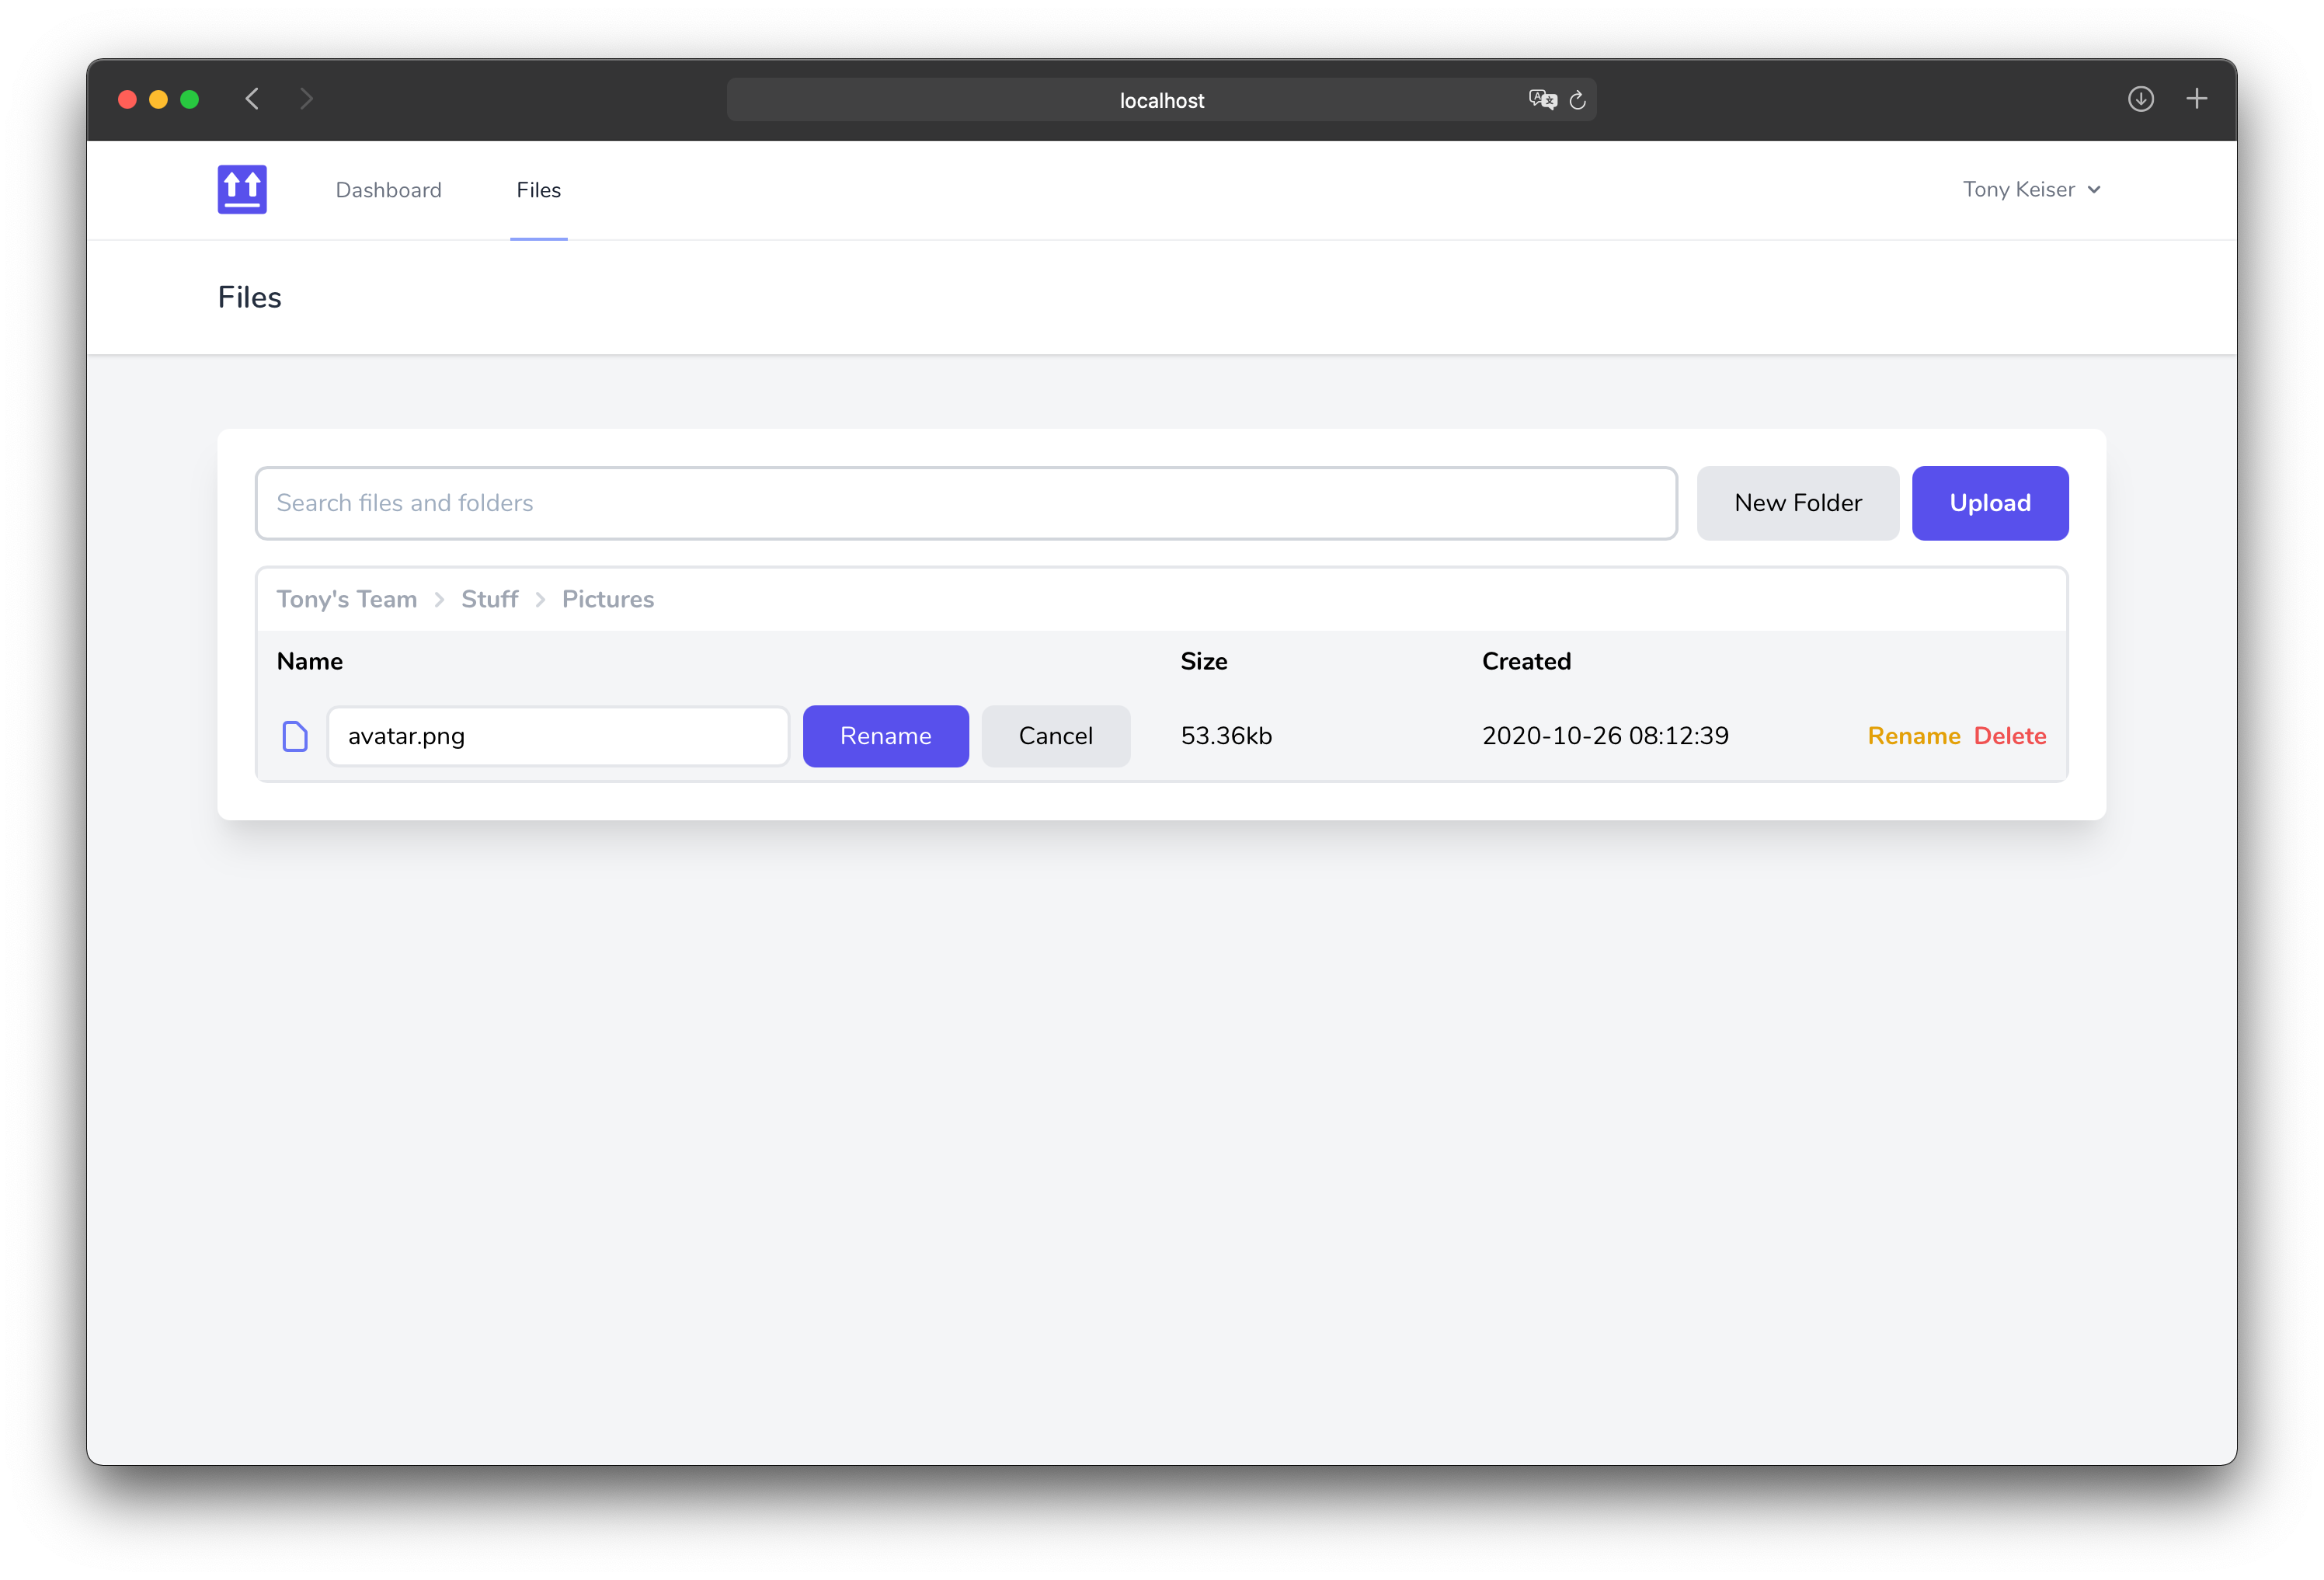 localhost
Dashboard Files Tony Keiser
Files
Search files and folders New Folder Upload
Tony's Team Stuff Pictures
Name Size Created
avatar.png Rename Cancel 53.36kb 2020-10-26 08:12:39 Rename Delete